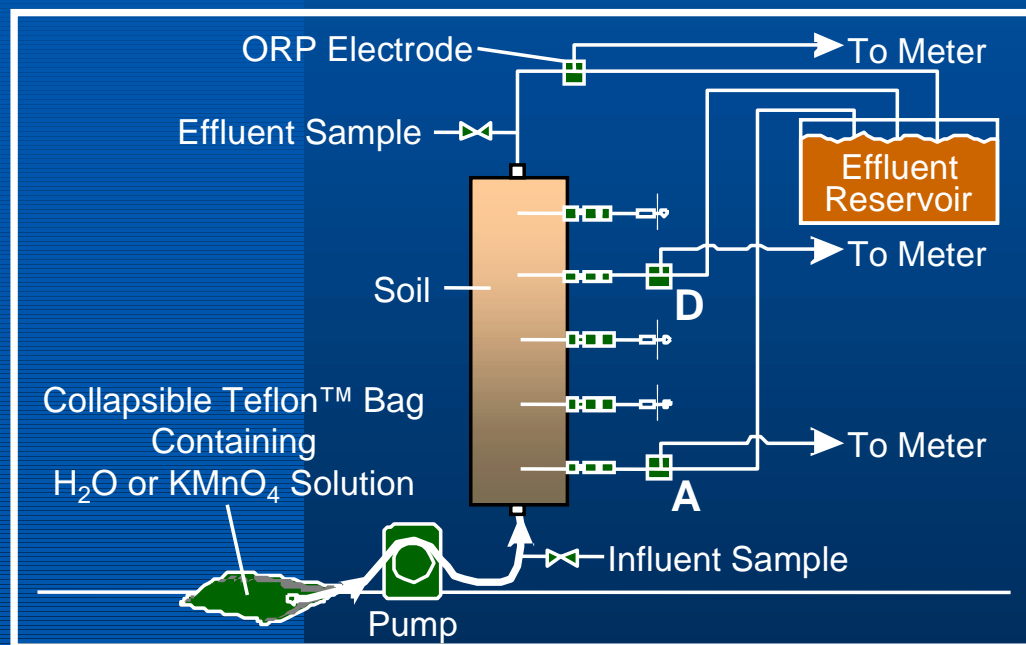 ORP Electrode
To Meter
Effluent Sample
Effluent
Reservoir
To Meter
Soil
D
Collapsible Teflon™ Bag
Containing
H₂O or KMnO₄ Solution
To Meter
A
Influent Sample
Pump